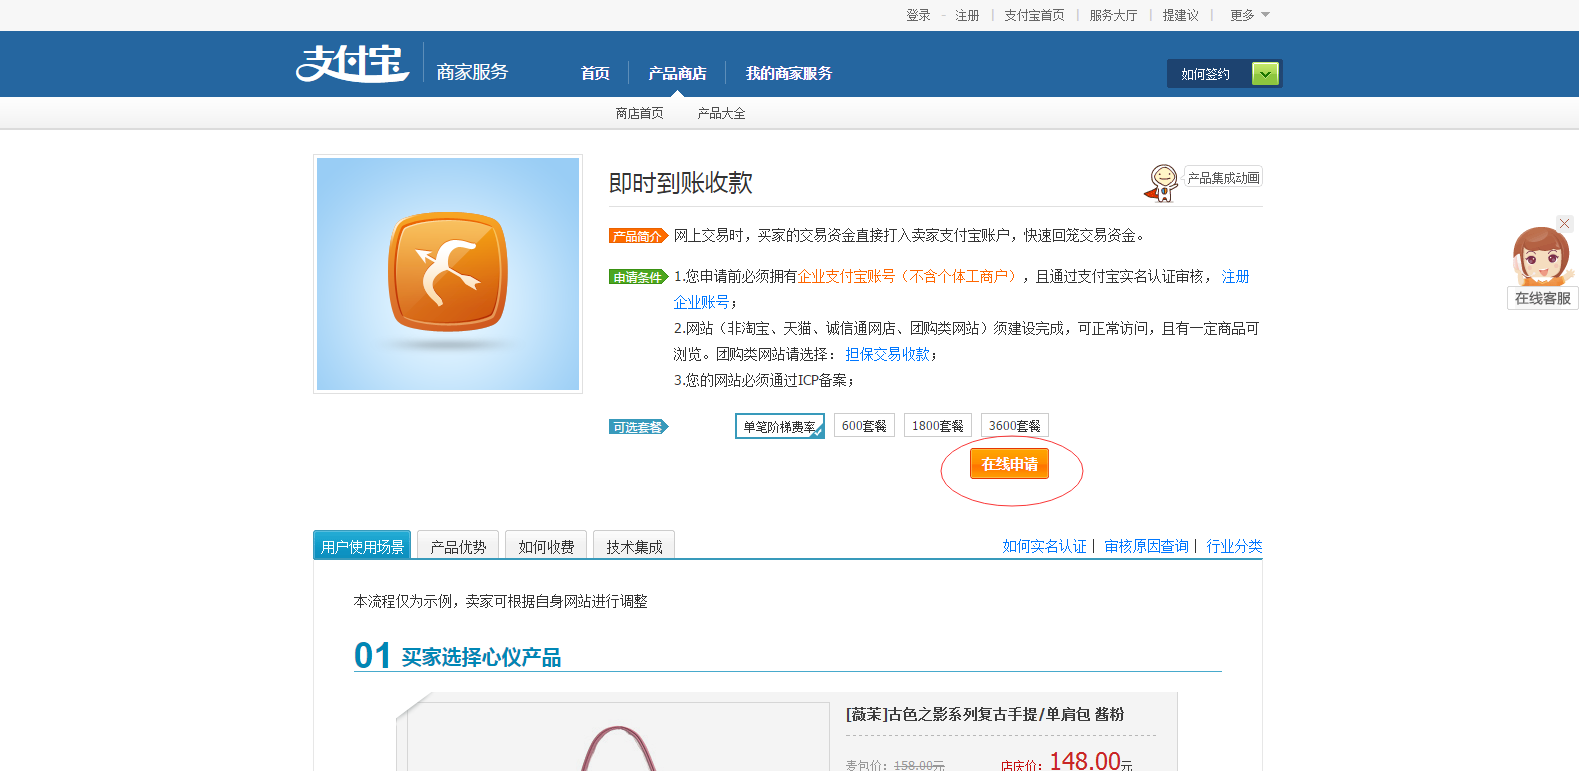 登录 - 注册 | 支付宝首页 | 服务大厅 | 提建议 | 更多
支付宝 商家服务 首页 产品商店 我的商家服务 如何签约
商店首页 产品大全
即时到账收款 产品集成动画
产品简介 网上交易时，买家的交易资金直接打入卖家支付宝账户，快速回笼交易资金。
申请条件 1.您申请前必须拥有企业支付宝账号（不含个体工商户），且通过支付宝实名认证审核， 注册
企业账号；
2.网站（非淘宝、天猫、诚信通网店、团购类网站）须建设完成，可正常访问，且有一定商品可
浏览。团购类网站请选择： 担保交易收款；
3.您的网站必须通过ICP备案；
在线客服
可选套餐 单笔阶梯费率 600套餐 1800套餐 3600套餐
在线申请
用户使用场景 产品优势 如何收费 技术集成 如何实名认证 | 审核原因查询 | 行业分类
本流程仅为示例，卖家可根据自身网站进行调整
01 买家选择心仪产品
[薇茉]古色之影系列复古手提/单肩包 酱粉
麦包价：158.00元 店庆价：148.00元